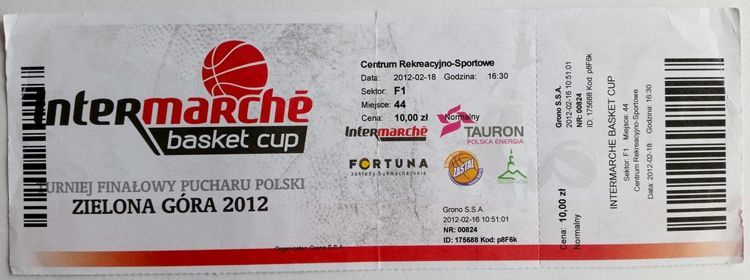 Intermarchē
basket cup
TURNIEJ FINAŁOWY PUCHARU POLSKI
ZIELONA GÓRA 2012
Centrum Rekreacyjno-Sportowe
Data: 2012-02-18 Godzina: 16:30
Sektor: F1
Miejsce: 44
Cena: 10,00 zł Normalny
Intermarchē
TAURON
POLSKA ENERGIA
FORTUNA
zakłady bukmacherskie
ZASTAL
Grono S.S.A.
2012-02-16 10:51:01
NR: 00824
ID: 175688 Kod: p8F6k
Organizator: Grono S.S.A.
Grono S.S.A.
2012-02-16 10:51:01
NR: 00824
ID: 175688 Kod: p8F6k
Cena: 10,00 zł
Normalny
INTERMARCHE BASKET CUP
Sektor: F1 Miejsce: 44
Centrum Rekreacyjno-Sportowe
Data: 2012-02-18 Godzina: 16:30